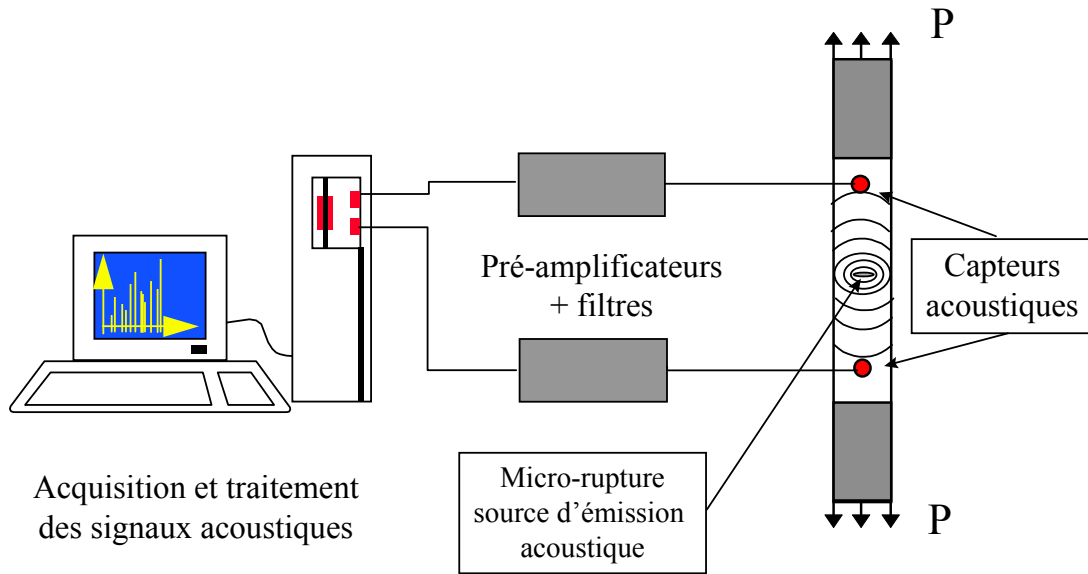 P
Pré-amplificateurs
+ filtres
Capteurs
acoustiques
Micro-rupture
source d’émission
acoustique
Acquisition et traitement
des signaux acoustiques
P